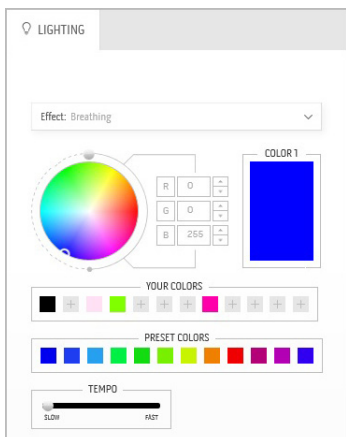 LIGHTING
Effect: Breathing
COLOR 1
R 0
G 0
B 255
YOUR COLORS
PRESET COLORS
TEMPO
SLOW FAST